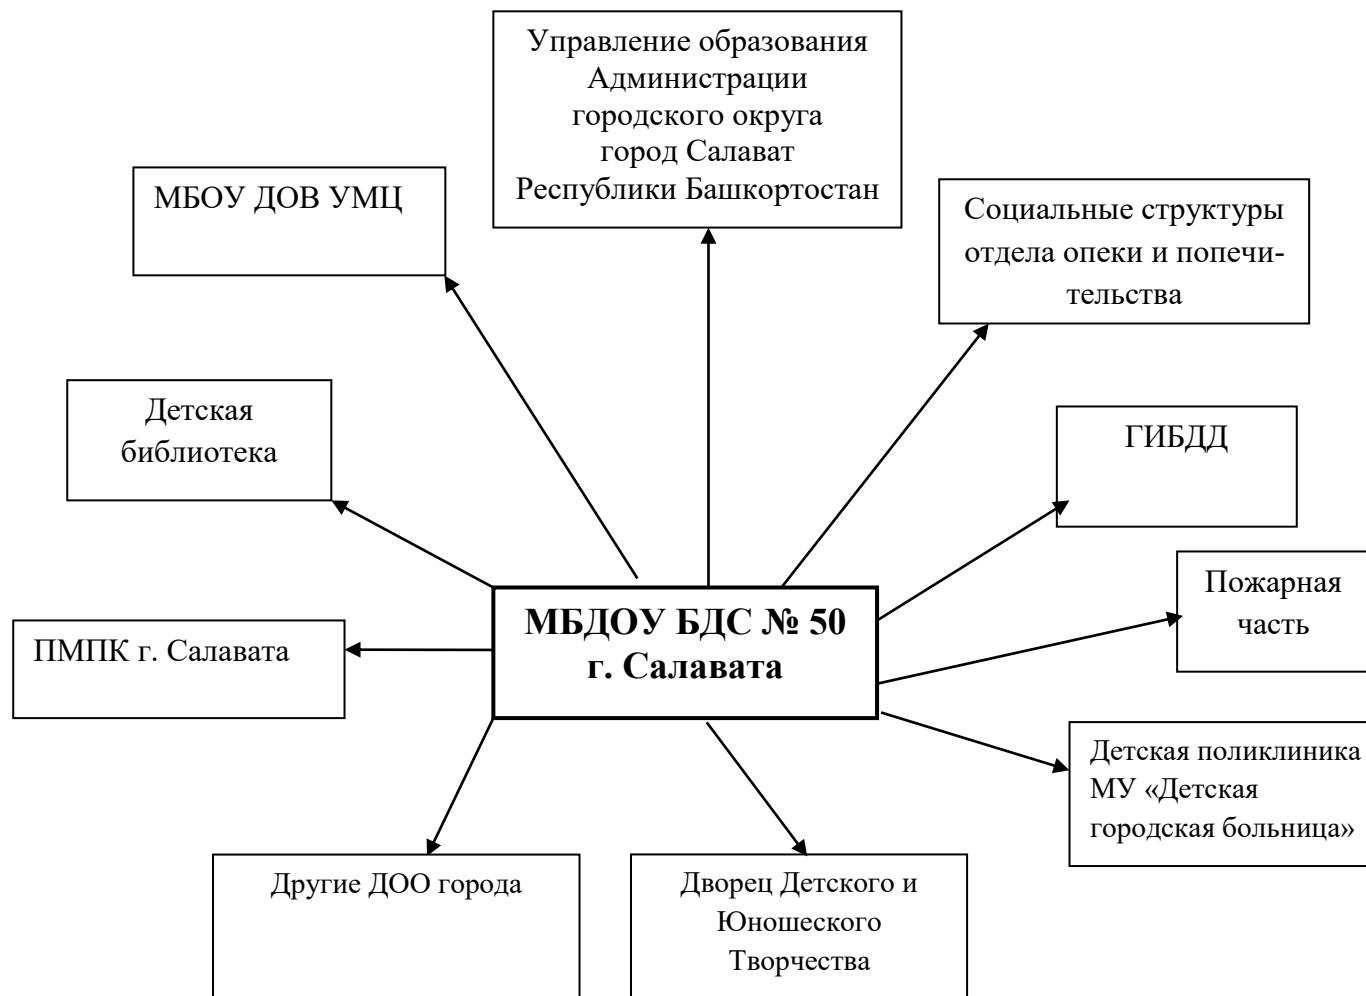 Управление образования
Администрации
городского округа
город Салават
Республики Башкортостан
МБОУ ДОВ УМЦ
Социальные структуры
отдела опеки и попечи-
тельства
Детская
библиотека
ГИБДД
Пожарная
часть
МБДОУ БДС № 50
г. Салавата
ПМПК г. Салавата
Детская поликлиника
МУ «Детская
городская больница»
Другие ДОО города
Дворец Детского и
Юношеского
Творчества